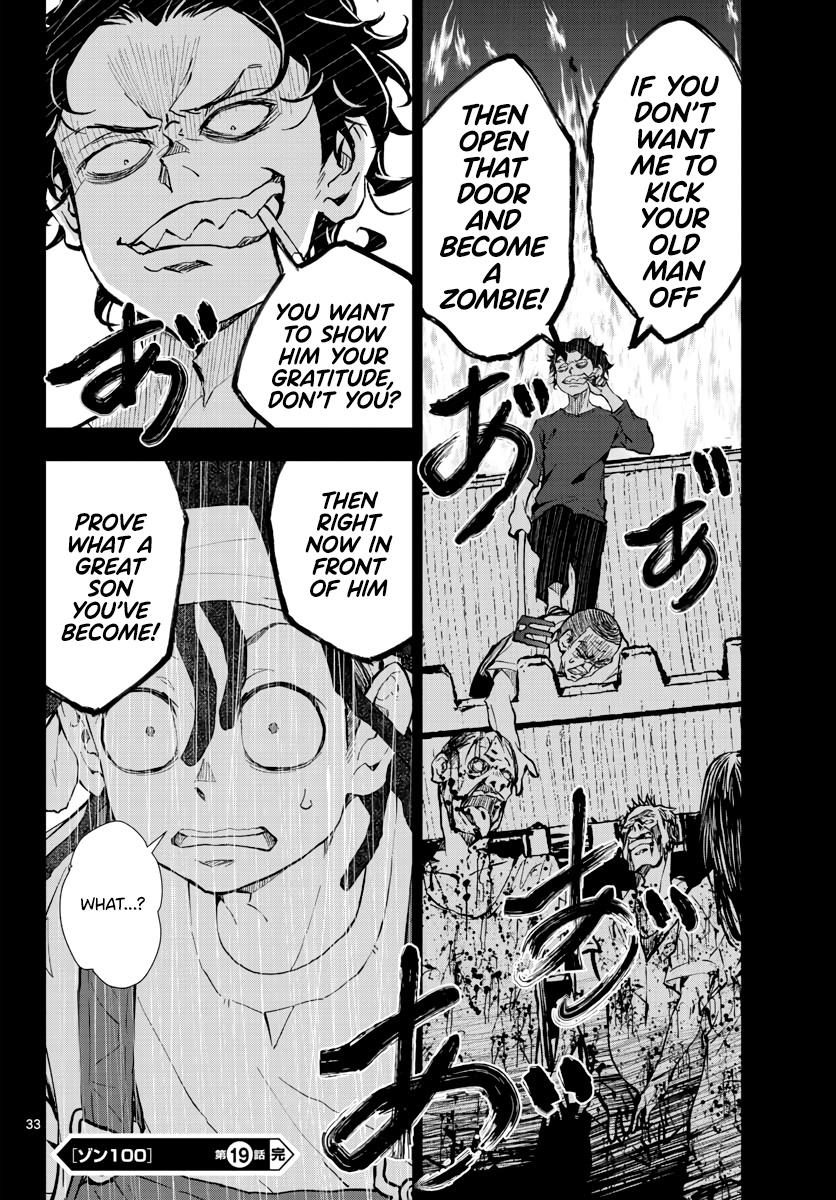 IF YOU
DON'T
WANT
ME TO
KICK
YOUR
OLD
MAN
OFF
THEN
OPEN
THAT
DOOR
AND
BECOME
A
ZOMBIE!
あ゛
あ゛
あ゛
あ゛
YOU WANT
TO SHOW
HIM YOUR
GRATITUDE,
DON'T YOU?
あ゛
THEN
RIGHT
NOW IN
FRONT
OF HIM
PROVE
WHAT A
GREAT
SON
YOU'VE
BECOME!
WHAT...?
33
[ゾン100] 第19話 完